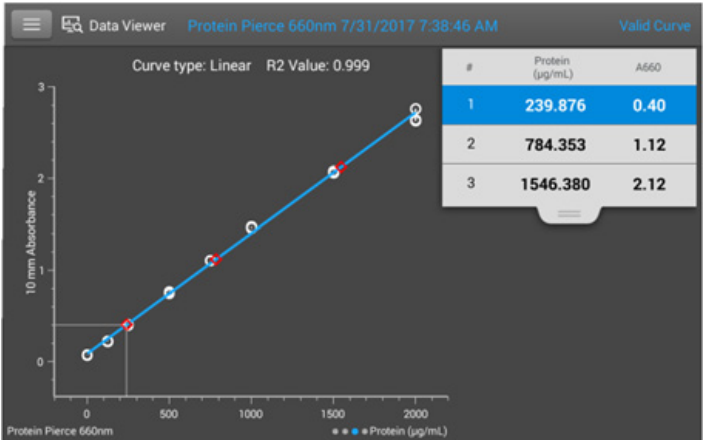 Data Viewer Protein Pierce 660nm 7/31/2017 7:38:46 AM Valid Curve
Curve type: Linear R2 Value: 0.999
# Protein (µg/mL) A660
1 239.876 0.40
2 784.353 1.12
3 1546.380 2.12
3
2
1
0
10 mm Absorbance
0 500 1000 1500 2000
Protein Pierce 660nm Protein (µg/mL)